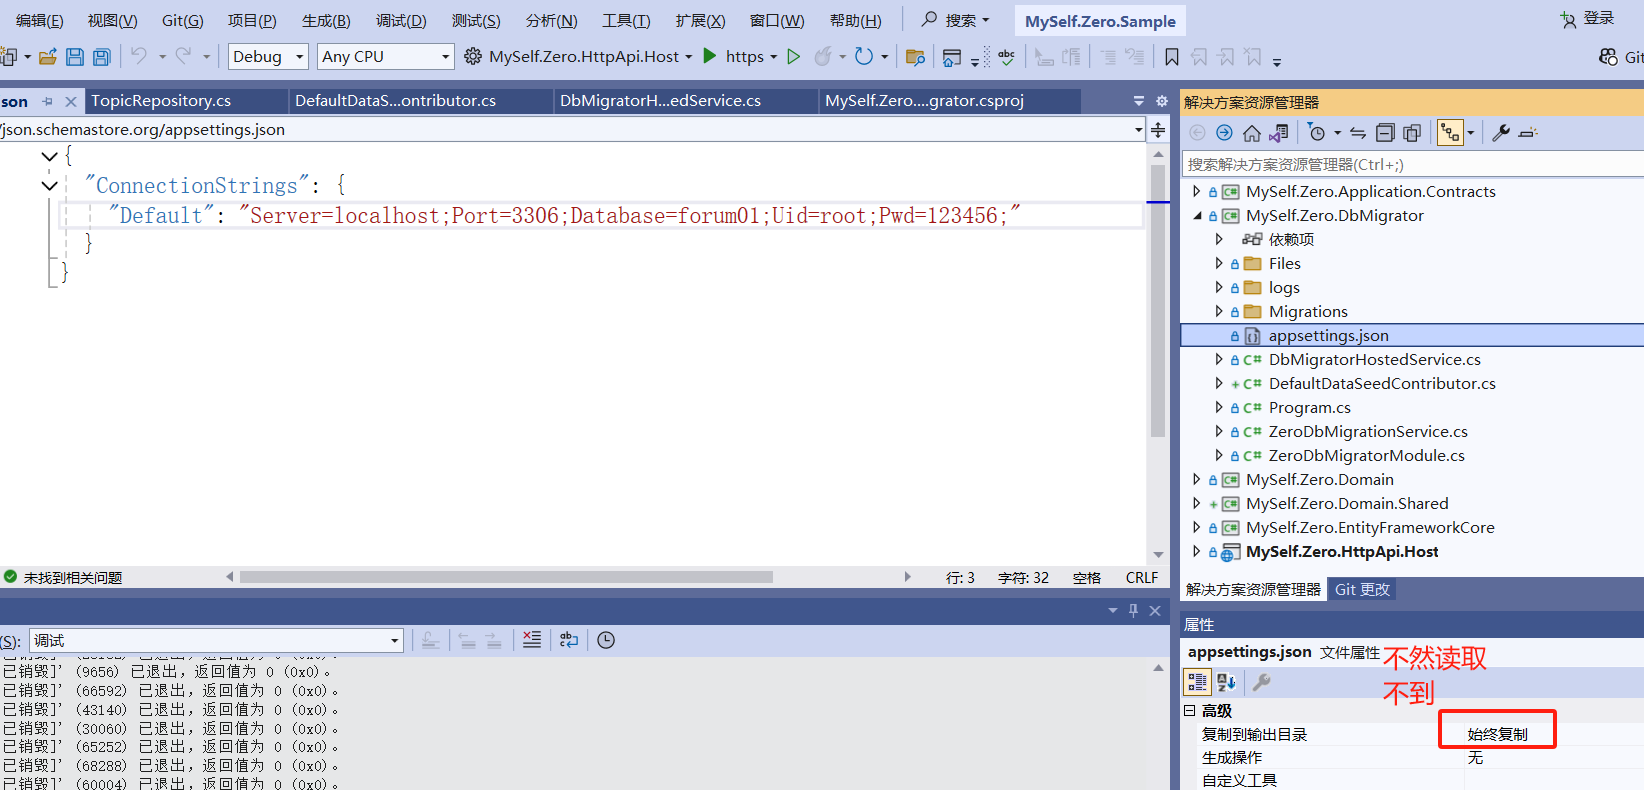 编辑(E) 视图(V) Git(G) 项目(P) 生成(B) 调试(D) 测试(S) 分析(N) 工具(T) 扩展(X) 窗口(W) 帮助(H) 搜索 MySelf.Zero.Sample 登录
Debug Any CPU MySelf.Zero.HttpApi.Host https Git
son TopicRepository.cs DefaultDataS...ontributor.cs DbMigratorH...edService.cs MySelf.Zero....grator.csproj
/json.schemastore.org/appsettings.json
{
"ConnectionStrings": {
"Default": "Server=localhost;Port=3306;Database=forum01;Uid=root;Pwd=123456;"
}
}
未找到相关问题 行: 3 字符: 32 空格 CRLF
(S): 调试
已销毁]' (9656) 已退出，返回值为 0 (0x0)。
已销毁]' (66592) 已退出，返回值为 0 (0x0)。
已销毁]' (43140) 已退出，返回值为 0 (0x0)。
已销毁]' (30060) 已退出，返回值为 0 (0x0)。
已销毁]' (65252) 已退出，返回值为 0 (0x0)。
已销毁]' (68288) 已退出，返回值为 0 (0x0)。
已销毁]' (60004) 已退出，返回值为 0 (0x0)。
解决方案资源管理器
搜索解决方案资源管理器(Ctrl+;)
MySelf.Zero.Application.Contracts
MySelf.Zero.DbMigrator
依赖项
Files
logs
Migrations
appsettings.json
DbMigratorHostedService.cs
DefaultDataSeedContributor.cs
Program.cs
ZeroDbMigrationService.cs
ZeroDbMigratorModule.cs
MySelf.Zero.Domain
MySelf.Zero.Domain.Shared
MySelf.Zero.EntityFrameworkCore
MySelf.Zero.HttpApi.Host
解决方案资源管理器 Git 更改
属性
appsettings.json 文件属性
不然读取
不到
高级
复制到输出目录 始终复制
生成操作 无
自定义工具